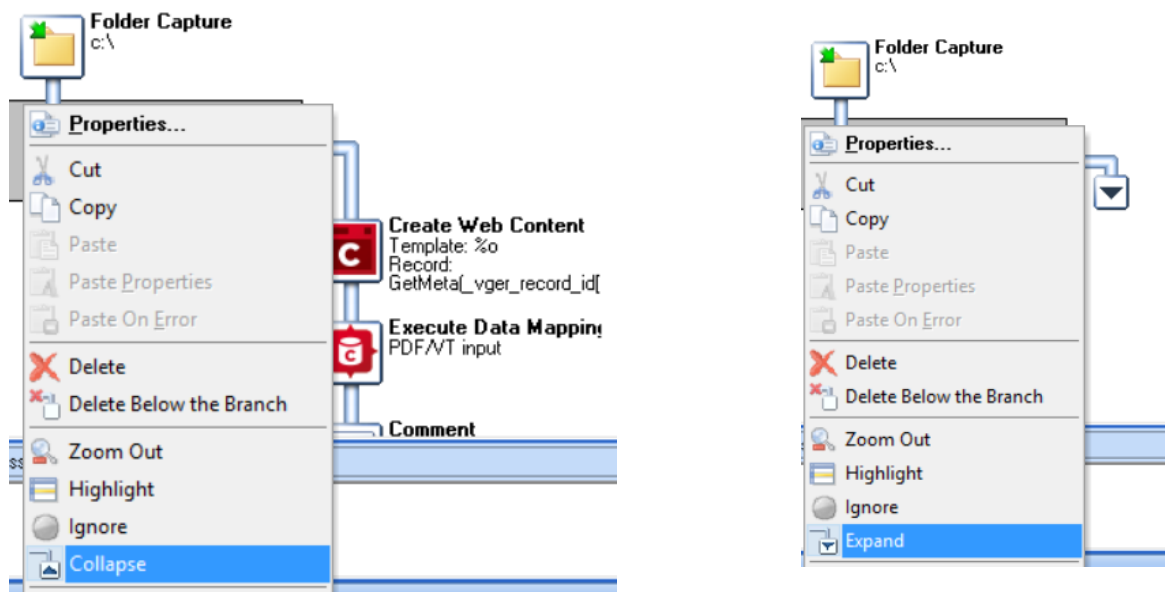 Folder Capture
c:\
Properties...
Cut
Copy
Paste
Paste Properties
Paste On Error
Delete
Delete Below the Branch
Zoom Out
Highlight
Ignore
Collapse
Create Web Content
Template: %o
Record:
GetMeta(_vger_record_id[
Execute Data Mapping
PDF/VT input
Comment
ss
Folder Capture
c:\
Properties...
Cut
Copy
Paste
Paste Properties
Paste On Error
Delete
Delete Below the Branch
Zoom Out
Highlight
Ignore
Expand